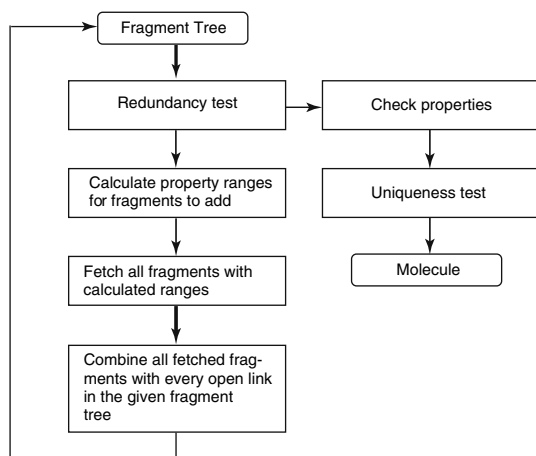 Fragment Tree
Redundancy test
Check properties
Calculate property ranges
for fragments to add
Uniqueness test
Fetch all fragments with
calculated ranges
Molecule
Combine all fetched frag-
ments with every open link
in the given fragment
tree